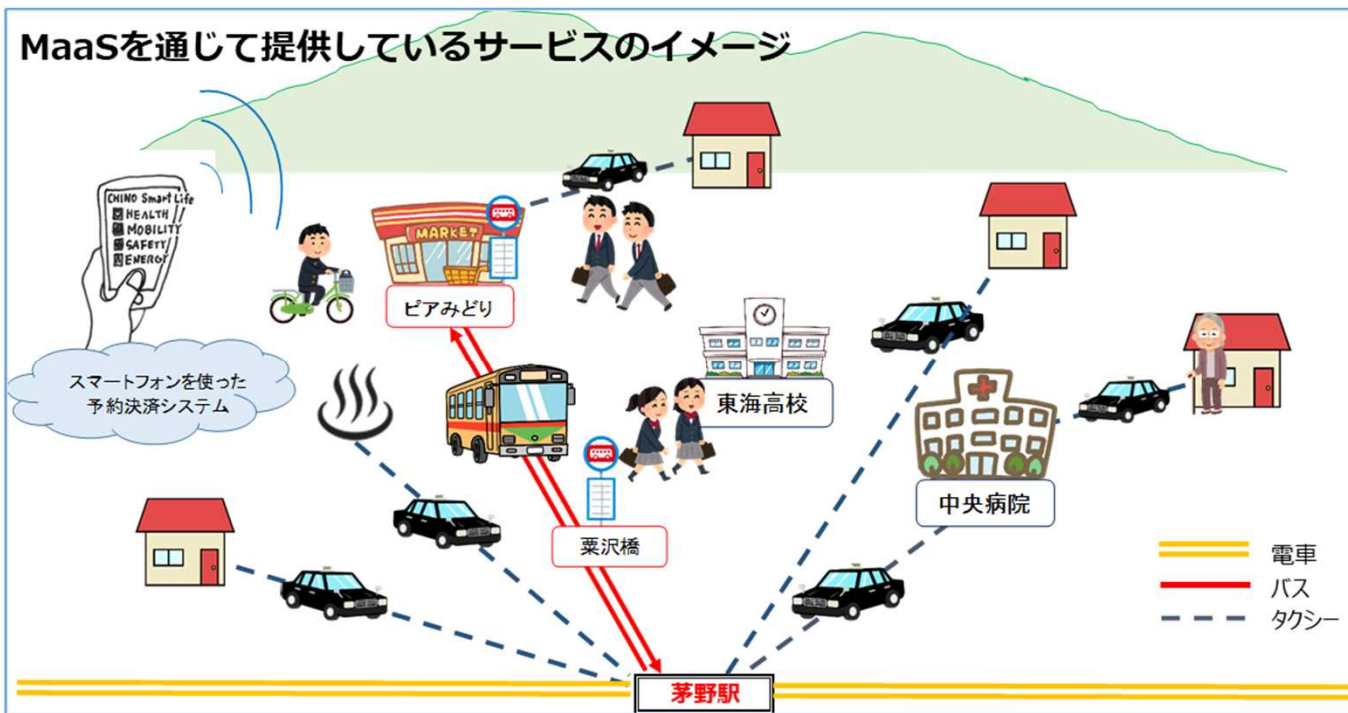 MaaSを通じて提供しているサービスのイメージ
CHINO Smart Life
HEALTH
MOBILITY
SAFETY
ENERGY
スマートフォンを使った
予約決済システム
MARKET
ピアみどり
東海高校
粟沢橋
中央病院
電車
バス
タクシー
茅野駅